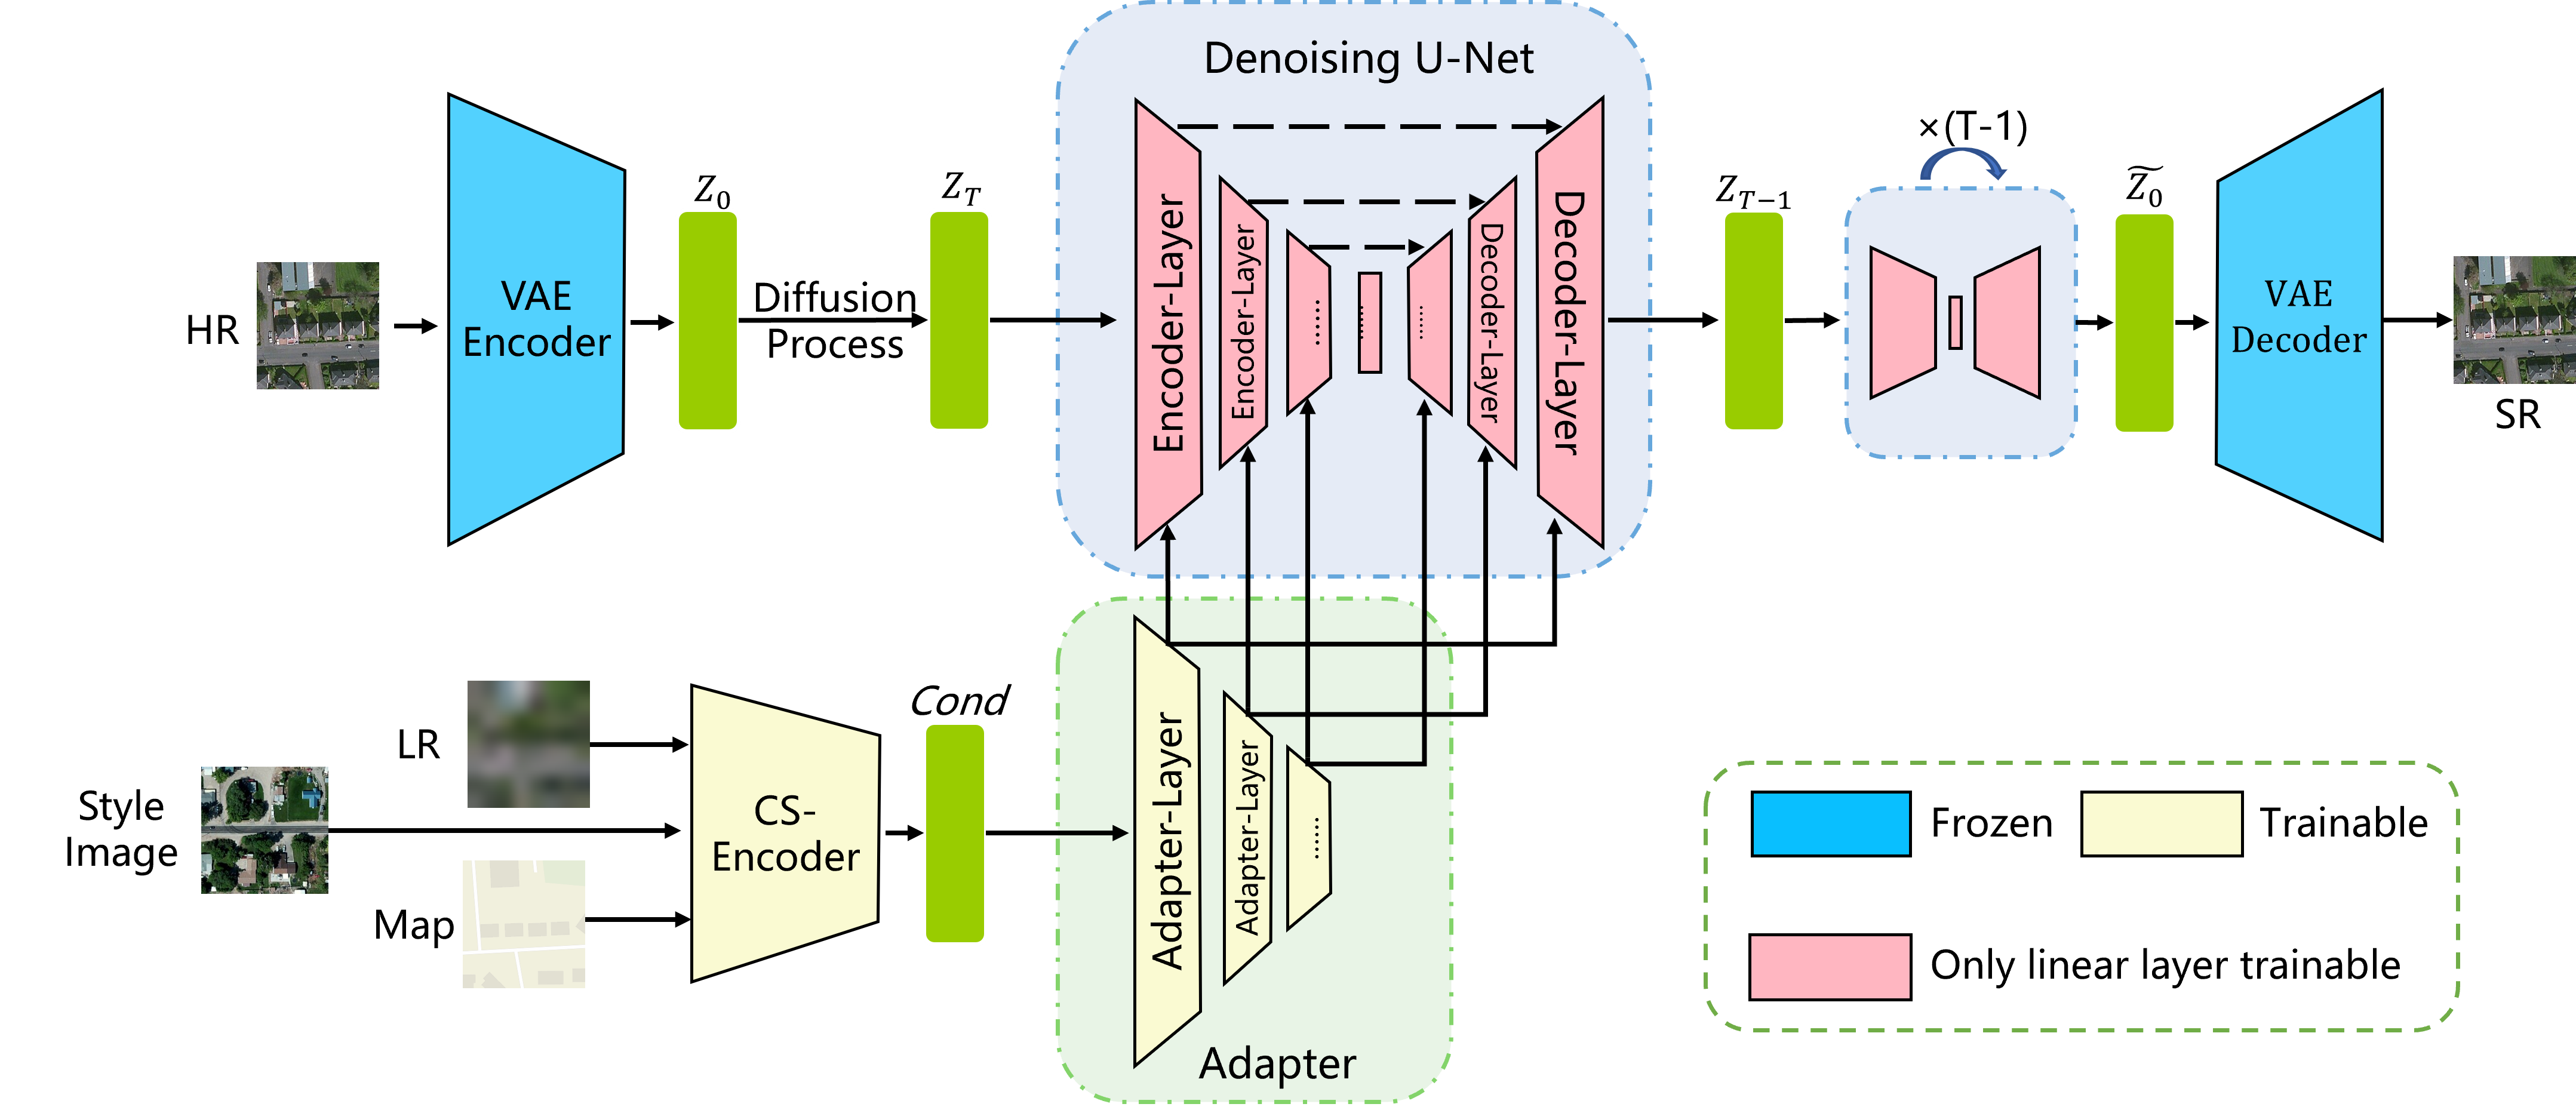 Denoising U-Net
×(T-1)
HR
VAE
Encoder
Z₀
Diffusion
Process
Z_T
Encoder-Layer
Encoder-Layer
......
......
......
Decoder-Layer
Decoder-Layer
Z_{T−1}
\widetilde{Z_0}
VAE
Decoder
SR
LR
Style
Image
Map
CS-
Encoder
Cond
Adapter-Layer
Adapter-Layer
......
Adapter
Frozen
Trainable
Only linear layer trainable